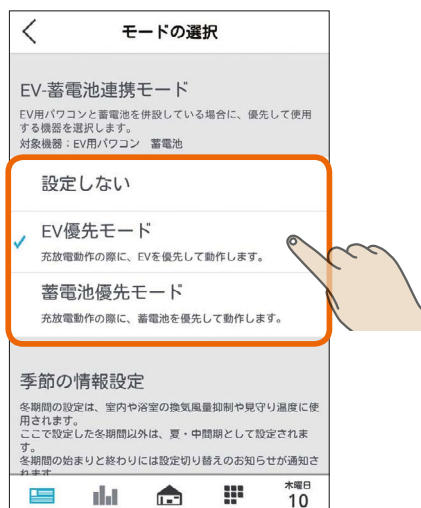 モードの選択
EV-蓄電池連携モード
EV用パワコンと蓄電池を併設している場合に、優先して使用
する機器を選択します。
対象機器：EV用パワコン　蓄電池
設定しない
EV優先モード
充放電動作の際に、EVを優先して動作します。
蓄電池優先モード
充放電動作の際に、蓄電池を優先して動作します。
季節の情報設定
冬期間の設定は、室内や浴室の換気風量抑制や見守り温度に使
用されます。
ここで設定した冬期間以外は、夏・中間期として設定されま
す。
冬期間の始まりと終わりには設定切り替えのお知らせが通知さ
れます
木曜日
10